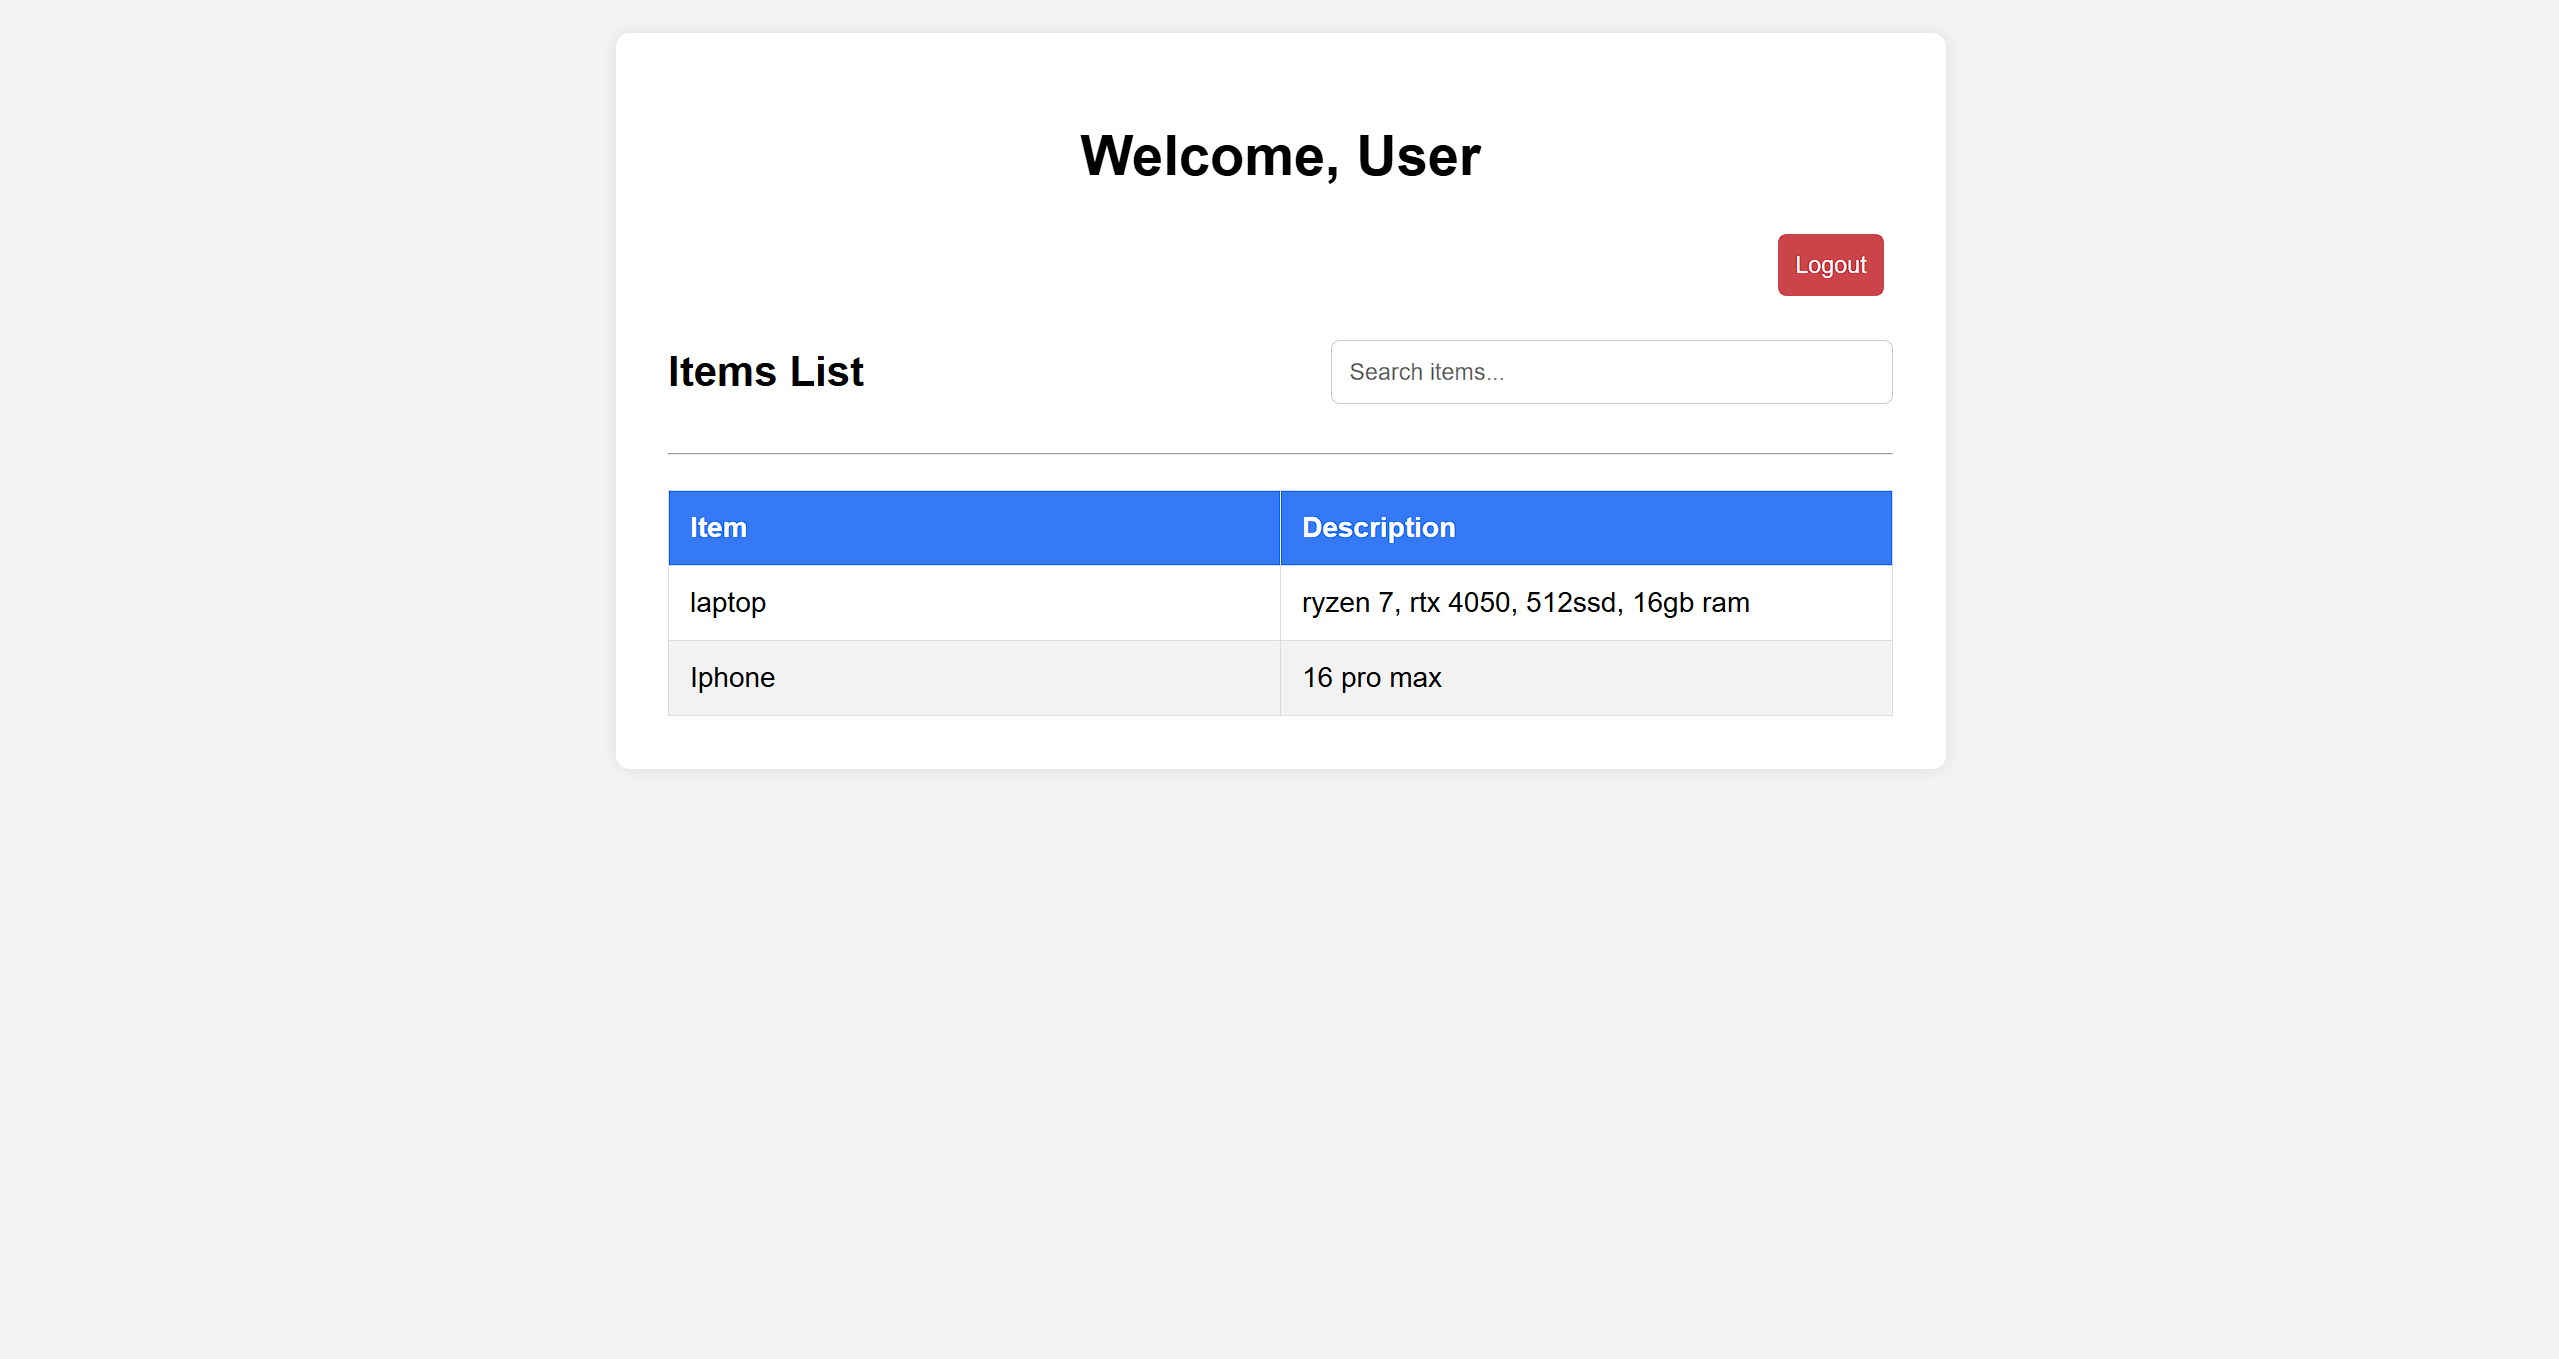 Welcome, User
Logout
Items List
Search items...
Item Description
laptop ryzen 7, rtx 4050, 512ssd, 16gb ram
Iphone 16 pro max